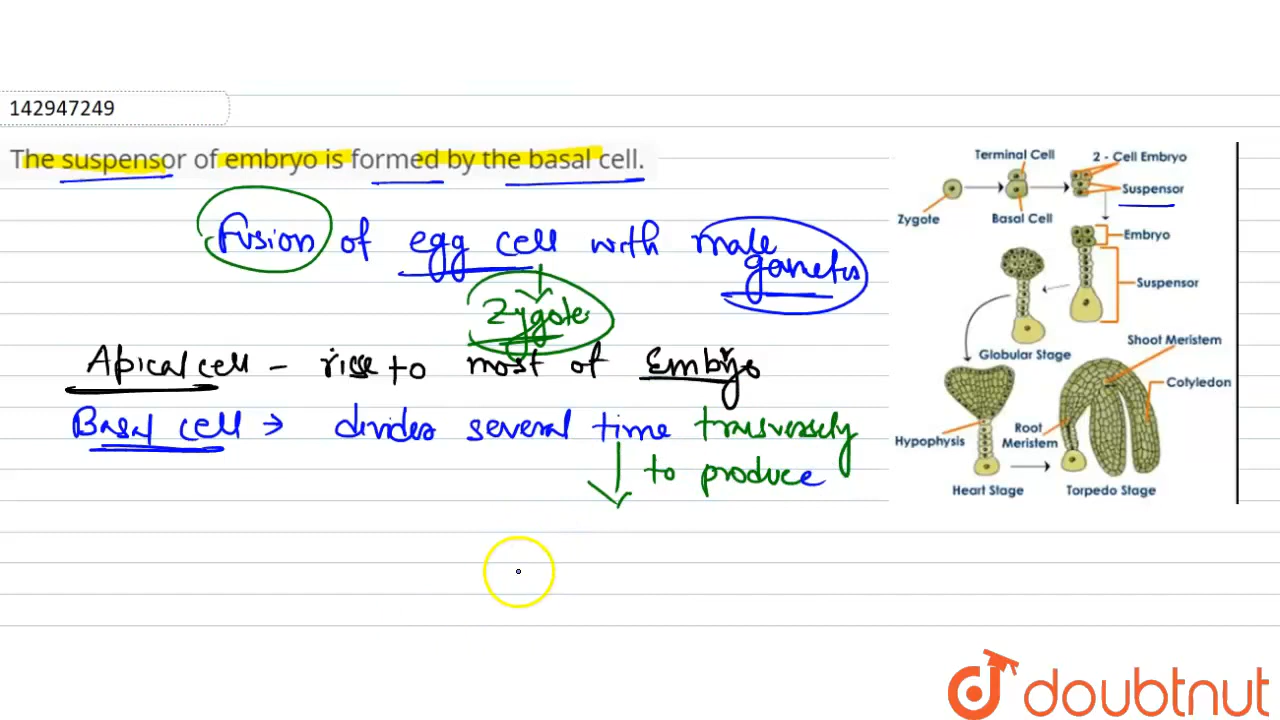 142947249
The suspensor of embryo is formed by the basal cell.
Fusion of egg cell with male gametes
Zygote
Apical cell - rise to most of Embryo
Basal cell → divides several time transversely
to produce
Terminal Cell
2 - Cell Embryo
Suspensor
Zygote
Basal Cell
Embryo
Suspensor
Globular Stage
Shoot Meristem
Cotyledon
Hypophysis
Root
Meristem
Heart Stage
Torpedo Stage
doubtnut